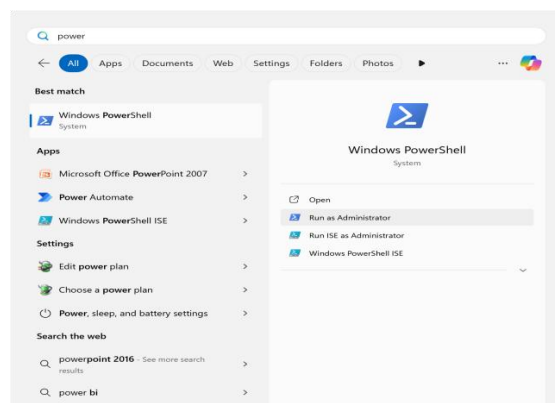 power
All Apps Documents Web Settings Folders Photos
Best match
Windows PowerShell
System
Apps
Microsoft Office PowerPoint 2007
Power Automate
Windows PowerShell ISE
Settings
Edit power plan
Choose a power plan
Power, sleep, and battery settings
Search the web
powerpoint 2016 - See more search
results
power bi
Windows PowerShell
System
Open
Run as Administrator
Run ISE as Administrator
Windows PowerShell ISE